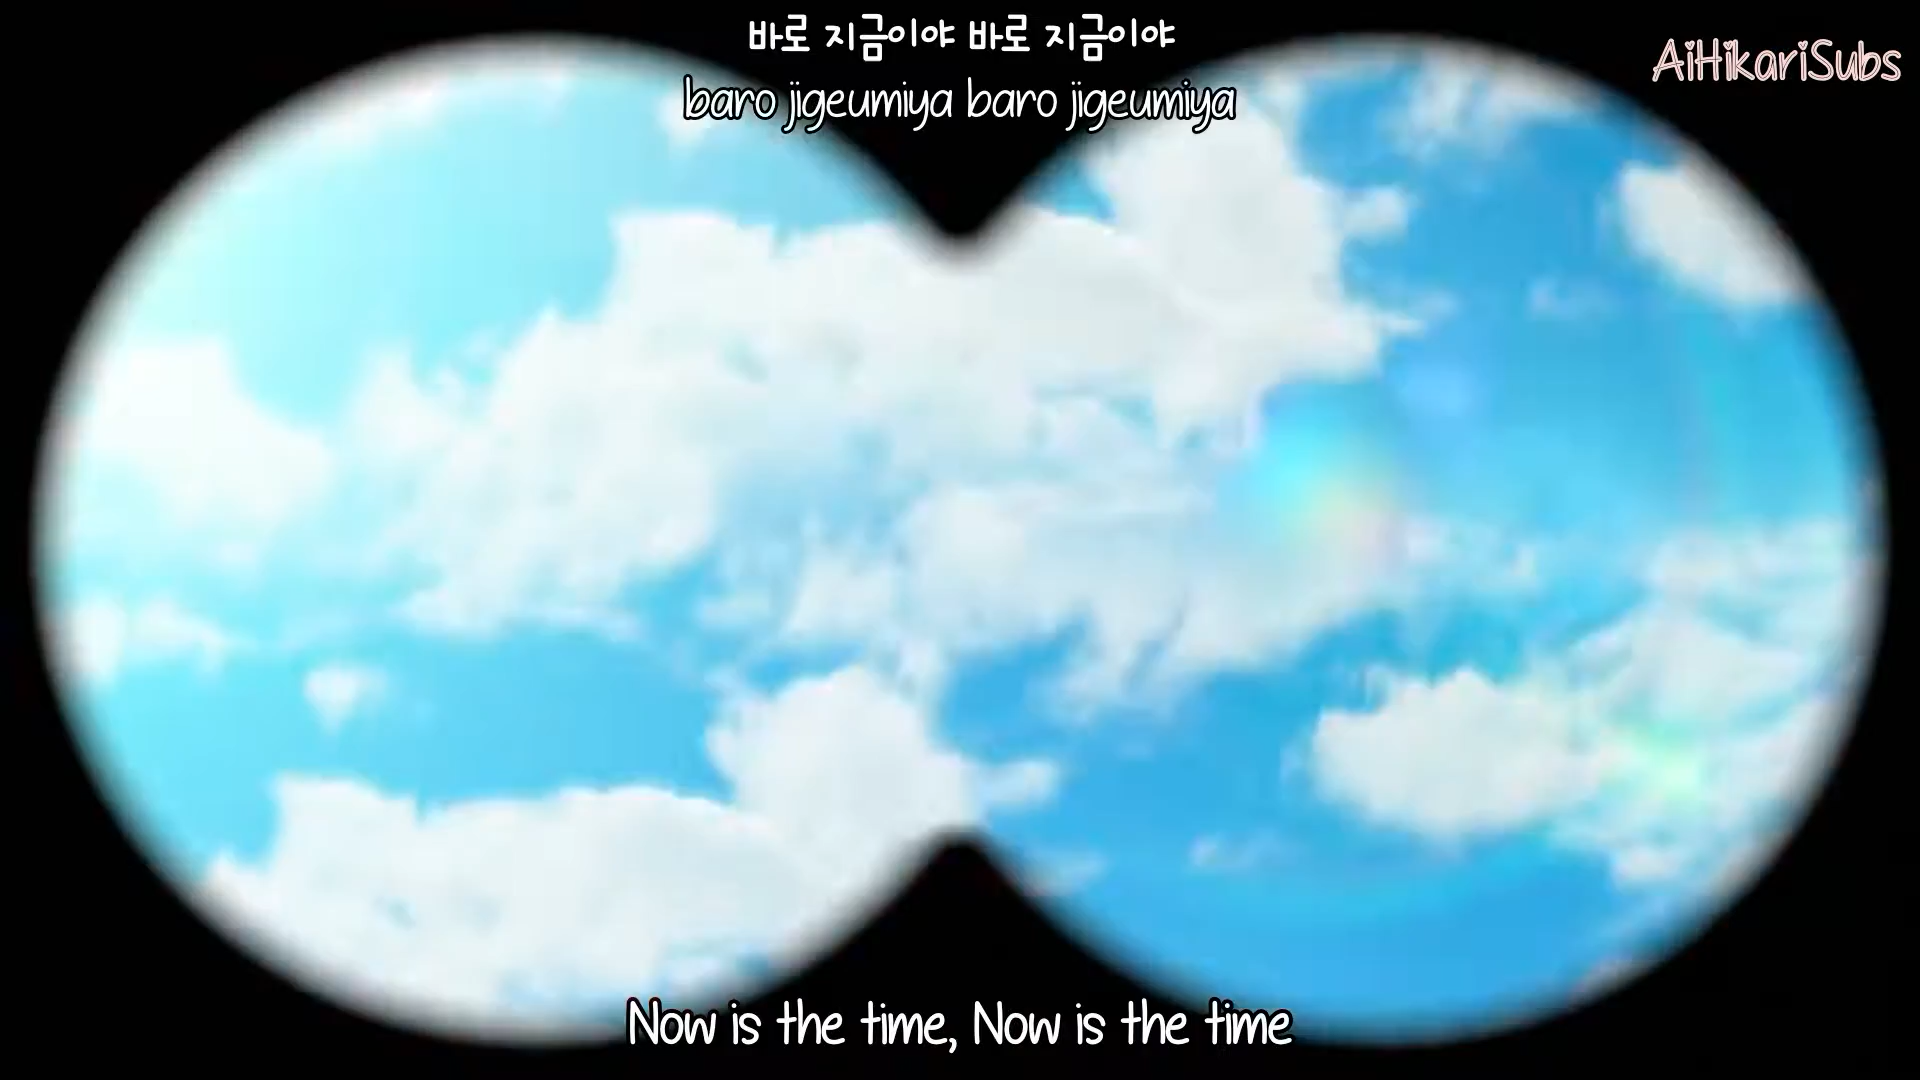 바로 지금이야 바로 지금이야
AiHikariSubs
baro jigeumiya baro jigeumiya
Now is the time, Now is the time